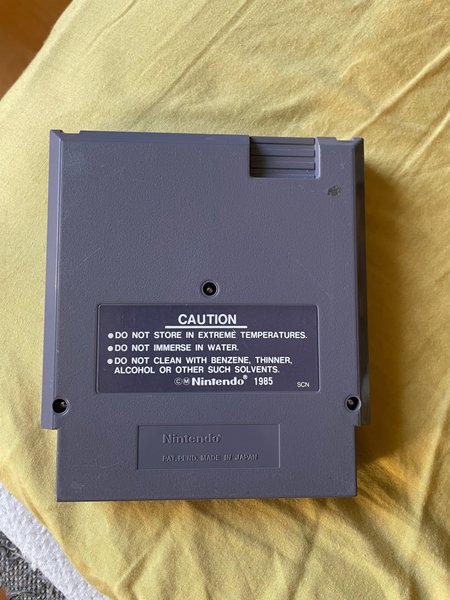 CAUTION
●DO NOT STORE IN EXTREME TEMPERATURES.
●DO NOT IMMERSE IN WATER.
●DO NOT CLEAN WITH BENZENE, THINNER,
ALCOHOL OR OTHER SUCH SOLVENTS.
©Ⓜ Nintendo® 1985 SCN
Nintendo
PAT.PEND. MADE IN JAPAN